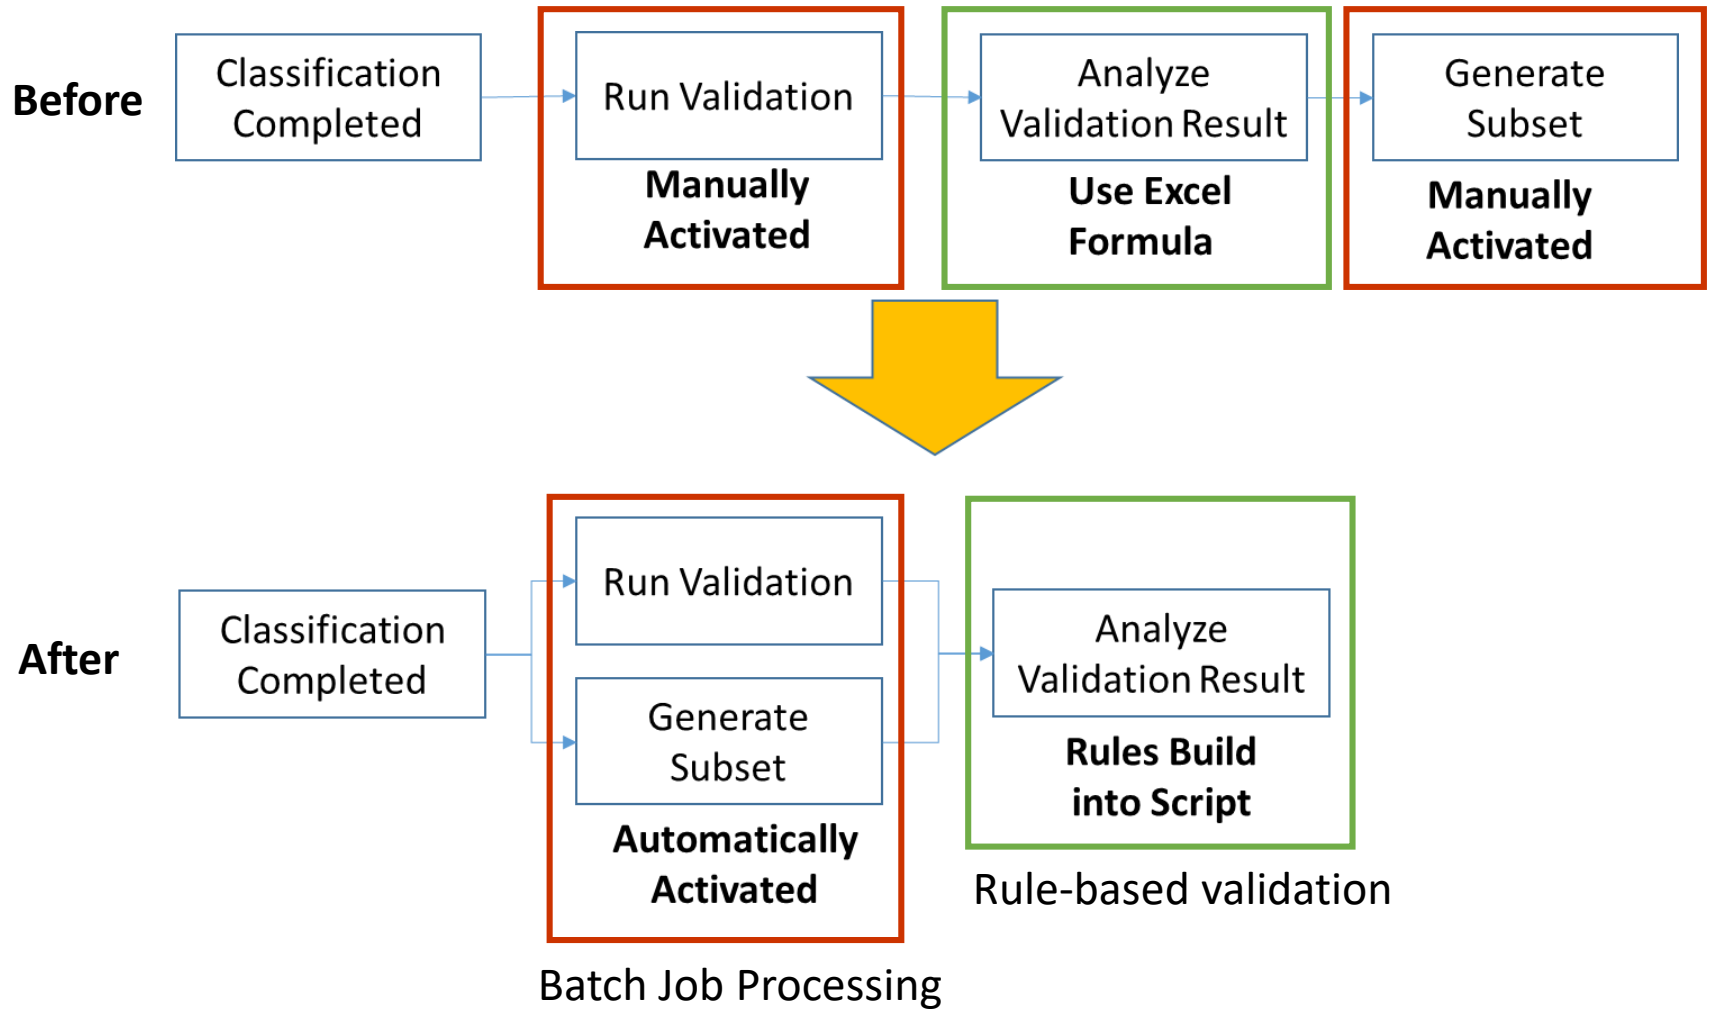 Before
Classification
Completed
Run Validation
Manually
Activated
Analyze
Validation Result
Use Excel
Formula
Generate
Subset
Manually
Activated
After
Classification
Completed
Run Validation
Generate
Subset
Automatically
Activated
Batch Job Processing
Analyze
Validation Result
Rules Build
into Script
Rule-based validation